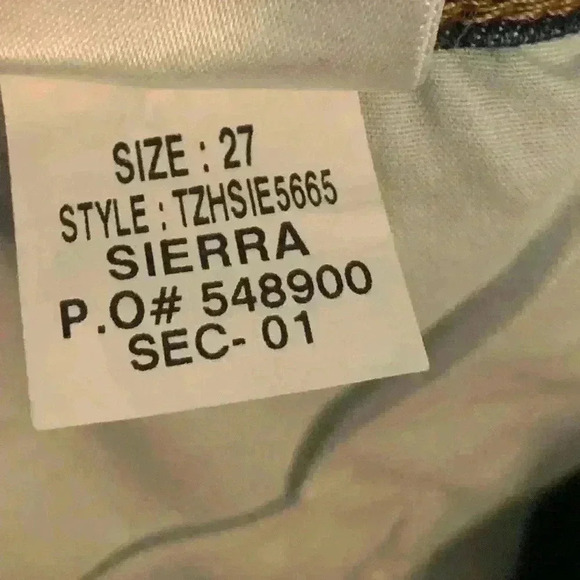 SIZE : 27
STYLE : TZHSIE5665
SIERRA
P.O# 548900
SEC- 01